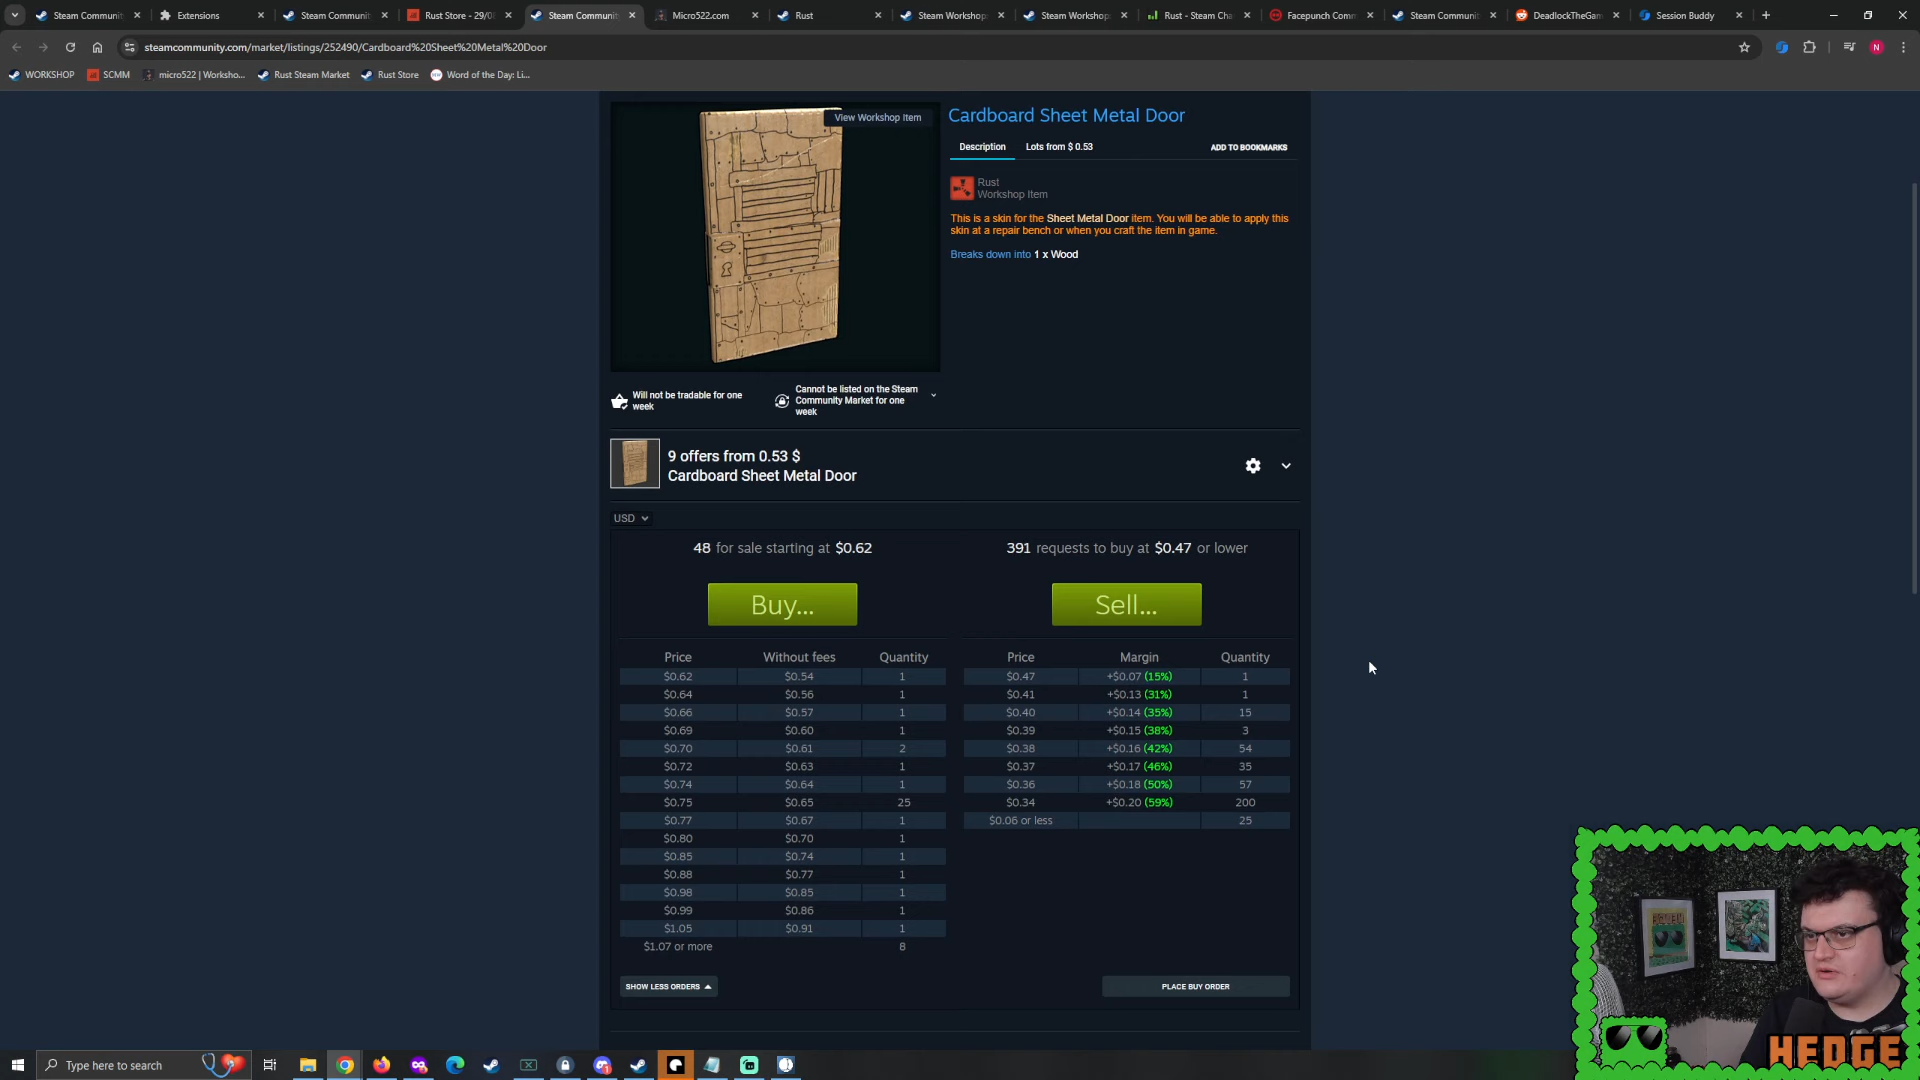 Steam Communit
Extensions
Steam Communit
Rust Store - 29/0
Steam Communit
Micro522.com
Rust
Steam Workshop:
Steam Workshop:
Rust - Steam Cha
Facepunch Comm
Steam Communit
DeadlockTheGam
Session Buddy
steamcommunity.com/market/listings/252490/Cardboard%20Sheet%20Metal%20Door
N
WORKSHOP
SCMM
micro522 | Worksho...
Rust Steam Market
Rust Store
Word of the Day: Li...
View Workshop Item
Cardboard Sheet Metal Door
Description
Lots from $ 0.53
ADD TO BOOKMARKS
Rust
Workshop Item
This is a skin for the Sheet Metal Door item. You will be able to apply this
skin at a repair bench or when you craft the item in game.
Breaks down into 1 x Wood
Will not be tradable for one
week
Cannot be listed on the Steam
Community Market for one
week
9 offers from 0.53 $
Cardboard Sheet Metal Door
USD
48 for sale starting at $0.62
391 requests to buy at $0.47 or lower
Buy...
Sell...
Price Without fees Quantity
$0.62 $0.54 1
$0.64 $0.56 1
$0.66 $0.57 1
$0.69 $0.60 1
$0.70 $0.61 2
$0.72 $0.63 1
$0.74 $0.64 1
$0.75 $0.65 25
$0.77 $0.67 1
$0.80 $0.70 1
$0.85 $0.74 1
$0.88 $0.77 1
$0.98 $0.85 1
$0.99 $0.86 1
$1.05 $0.91 1
$1.07 or more 8
Price Margin Quantity
$0.47 +$0.07 (15%) 1
$0.41 +$0.13 (31%) 1
$0.40 +$0.14 (35%) 15
$0.39 +$0.15 (38%) 3
$0.38 +$0.16 (42%) 54
$0.37 +$0.17 (46%) 35
$0.36 +$0.18 (50%) 57
$0.34 +$0.20 (59%) 200
$0.06 or less 25
SHOW LESS ORDERS
PLACE BUY ORDER
HEDGE
Type here to search